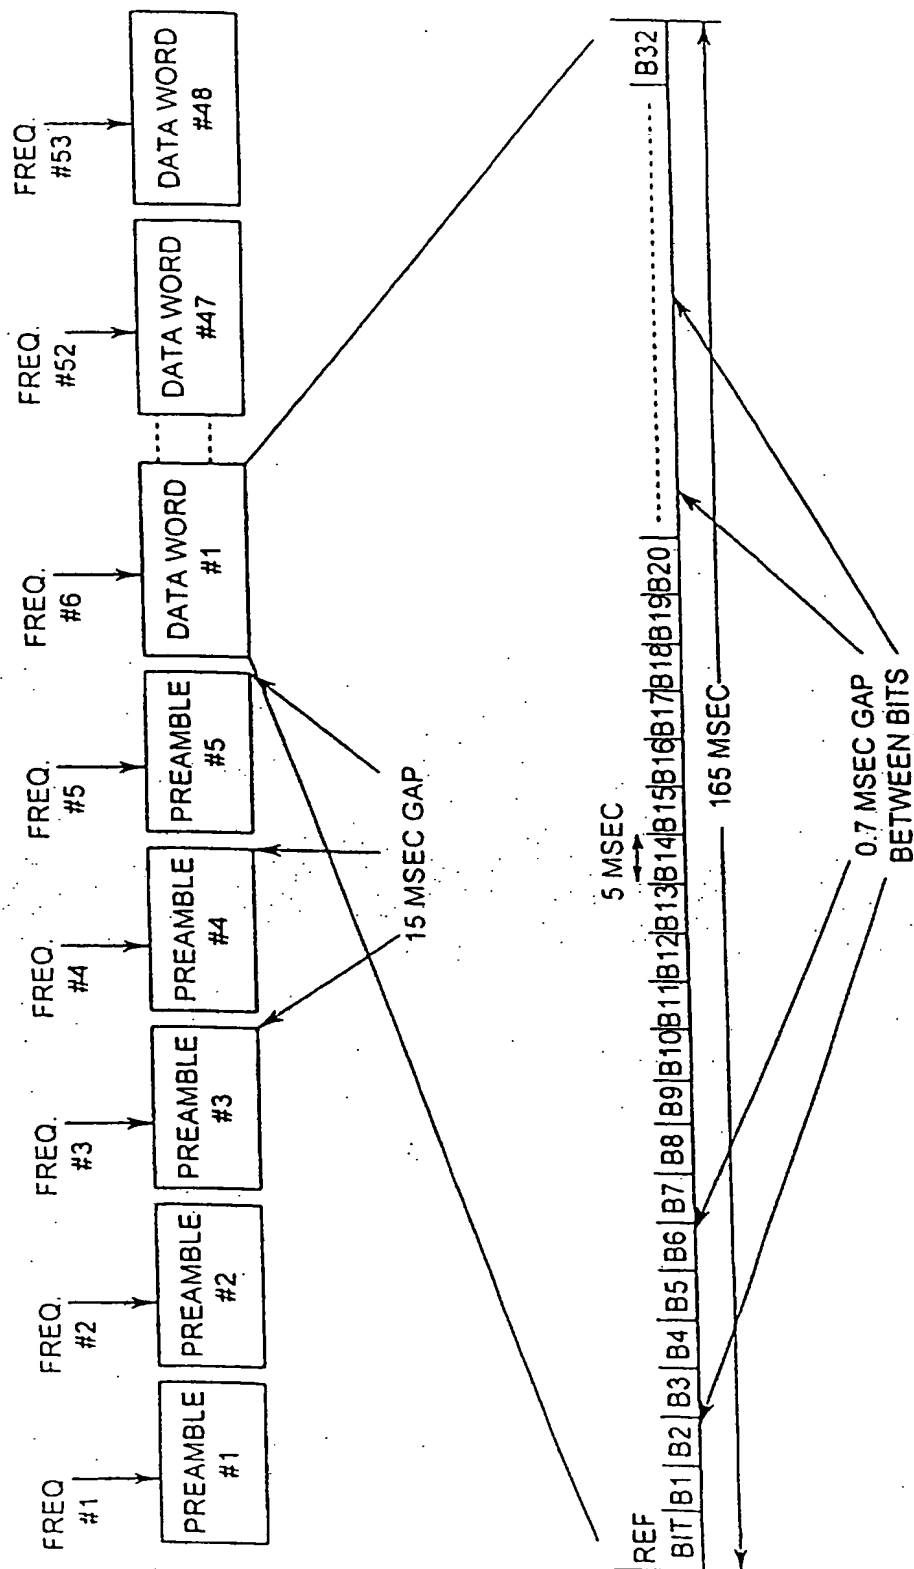 FREQ
#1
FREQ.
#2
FREQ.
#3
FREQ.
#4
FREQ.
#5
FREQ.
#6
FREQ.
#52
FREQ.
#53
PREAMBLE
#1
PREAMBLE
#2
PREAMBLE
#3
PREAMBLE
#4
PREAMBLE
#5
DATA WORD
#1
DATA WORD
#47
DATA WORD
#48
15 MSEC GAP
5 MSEC
REF
BIT B1 B2 B3 B4 B5 B6 B7 B8 B9 B10 B11 B12 B13 B14 B15 B16 B17 B18 B19 B20 B32
165 MSEC
0.7 MSEC GAP
BETWEEN BITS